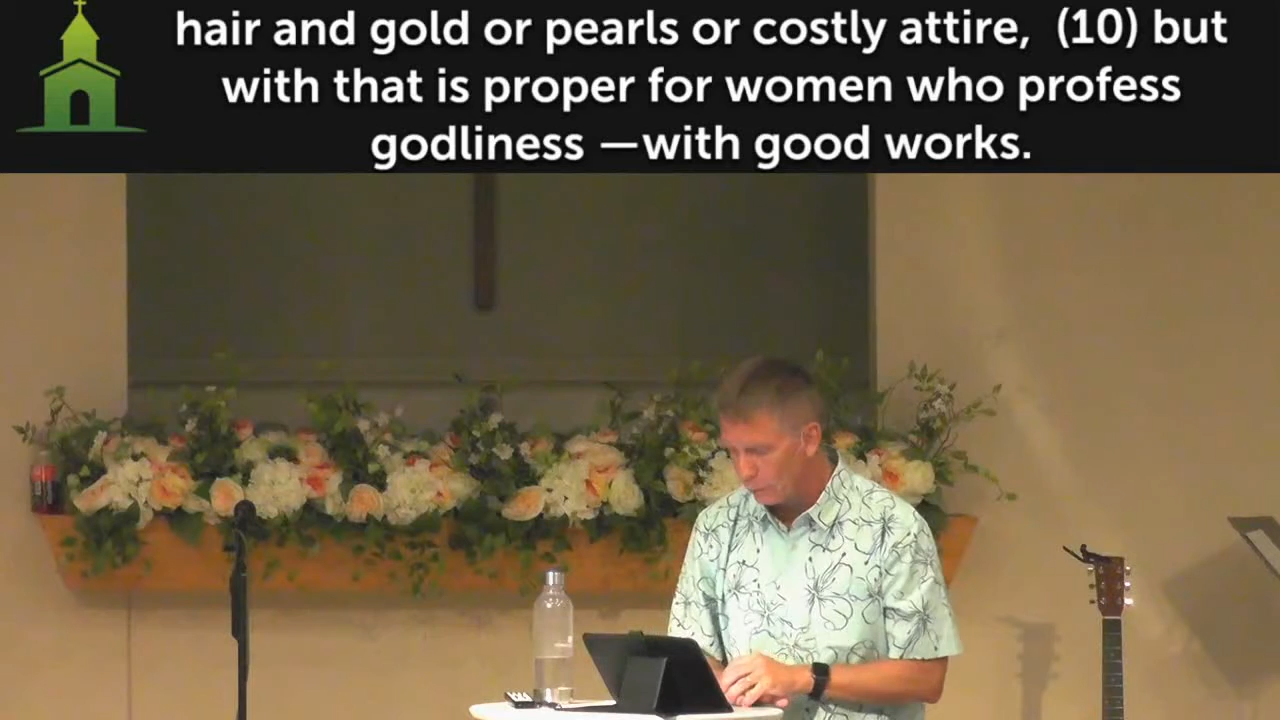 hair and gold or pearls or costly attire, (10) but
with that is proper for women who profess
godliness —with good works.